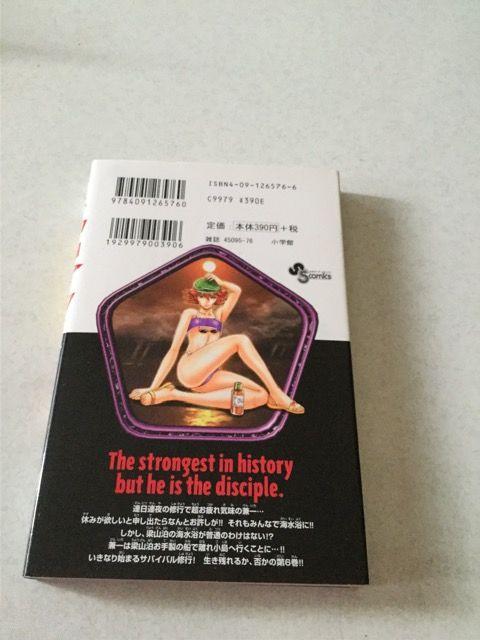 ISBN4-09-126576-6
9784091265760
C9979 ¥390E
定価 本体390円 +税
1929979003906
雑誌 45095-76 小学館
S
5comics
The strongest in history
but he is the disciple.
連日連夜の修行で超お疲れ気味の兼一…
休みが欲しいと申し出たらなんとお許しが!! それもみんなで海水浴に!!
しかし、梁山泊の海水浴が普通のわけはない!?
兼一は梁山泊お手製の船で離れ小島へ行くことに…!!
いきなり始まるサバイバル修行! 生き残れるか、否かの第6巻!!